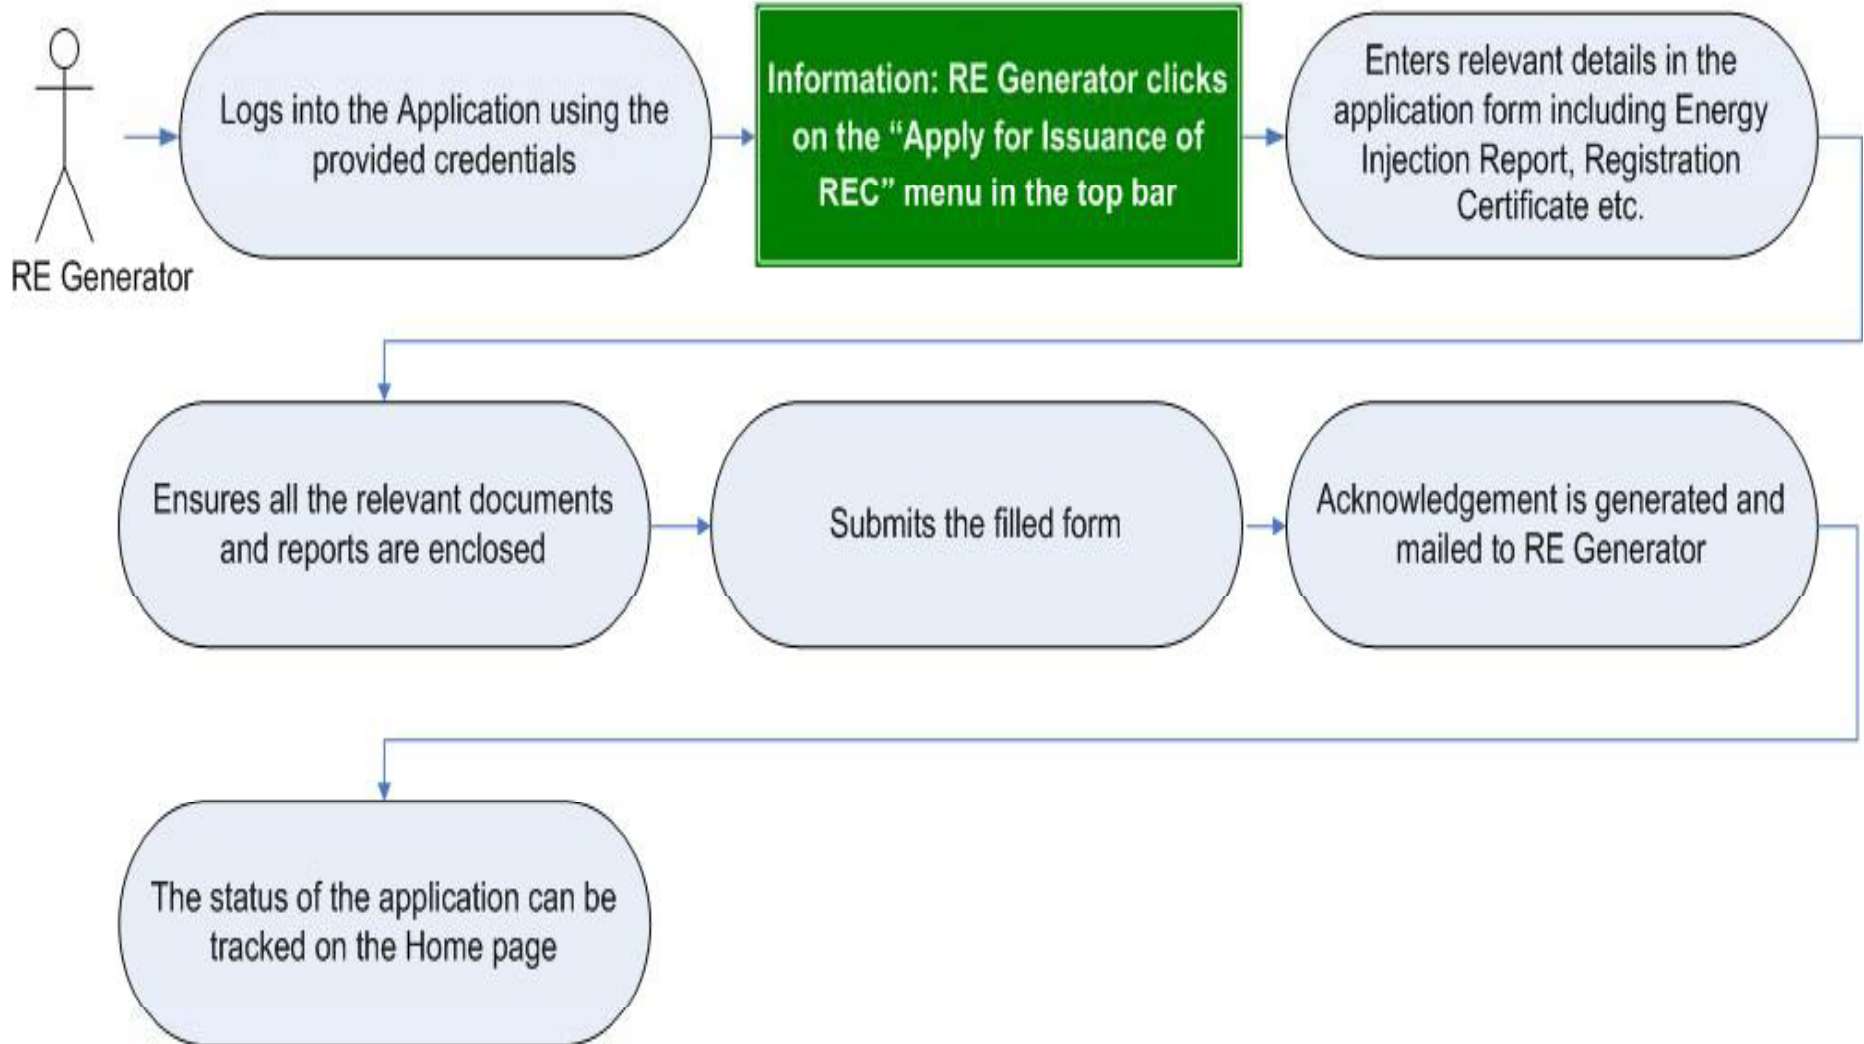 RE Generator
Logs into the Application using the
provided credentials
Information: RE Generator clicks
on the “Apply for Issuance of
REC” menu in the top bar
Enters relevant details in the
application form including Energy
Injection Report, Registration
Certificate etc.
Ensures all the relevant documents
and reports are enclosed
Submits the filled form
Acknowledgement is generated and
mailed to RE Generator
The status of the application can be
tracked on the Home page